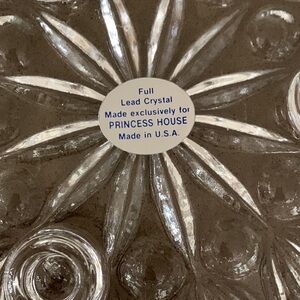 Full
Lead Crystal
Made exclusively for
PRINCESS HOUSE
Made in U.S.A.